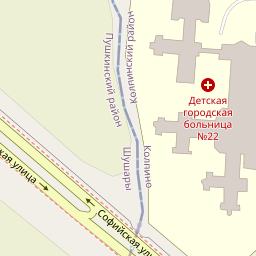 Пушкинский район
Колпинский район
Детская
городская
больница
№22
Шушары
Колпино
Софийская ул
ская улица